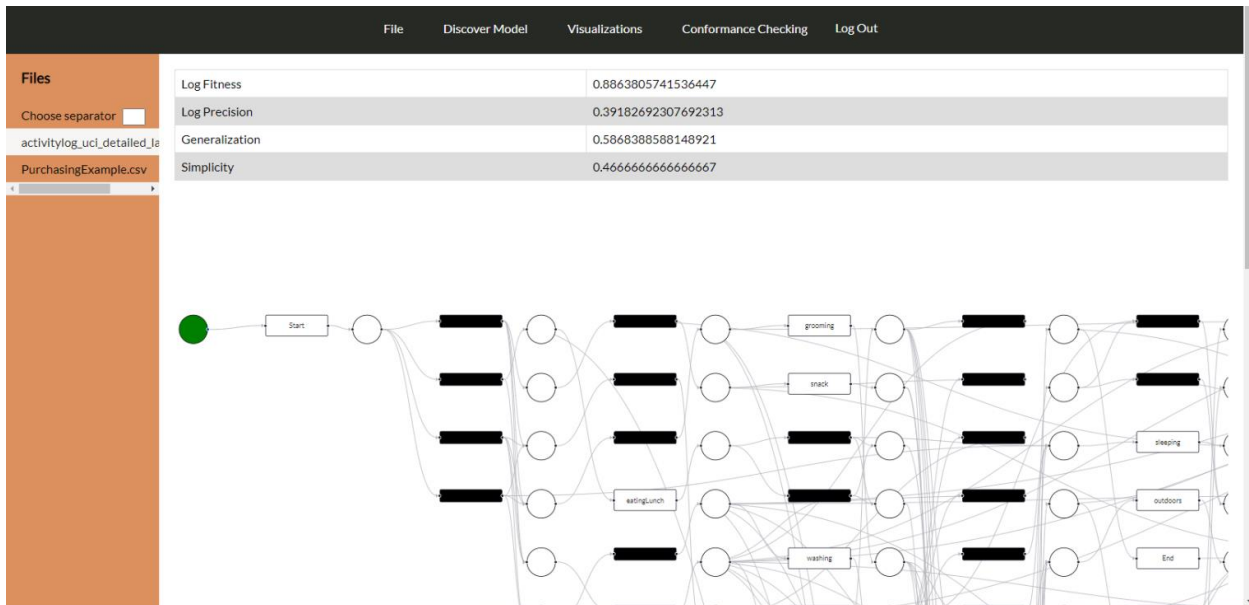 File Discover Model Visualizations Conformance Checking Log Out
Files
Choose separator
activitylog_uci_detailed_la
PurchasingExample.csv
Log Fitness 0.8863805741536447
Log Precision 0.39182692307692313
Generalization 0.5868388588148921
Simplicity 0.4666666666666667
Start
grooming
snack
sleeping
eatingLunch
outdoors
washing
End